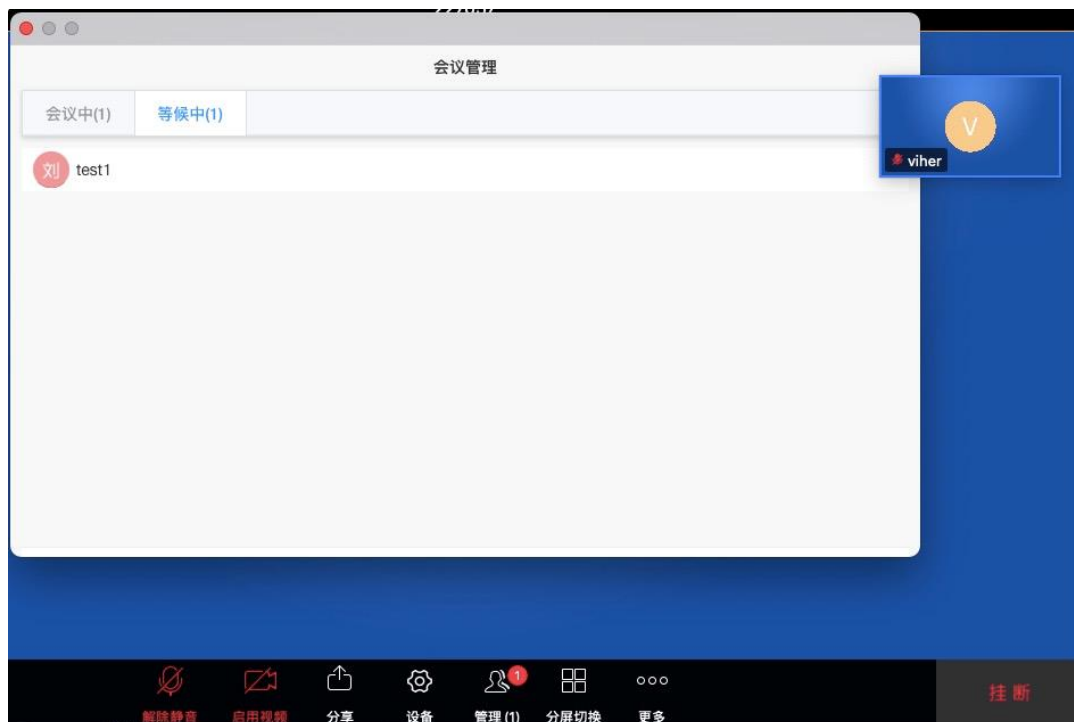 会议管理
会议中(1)
等候中(1)
V
viher
刘
test1
1
解除静音
启用视频
分享
设备
管理 (1)
分屏切换
更多
挂断